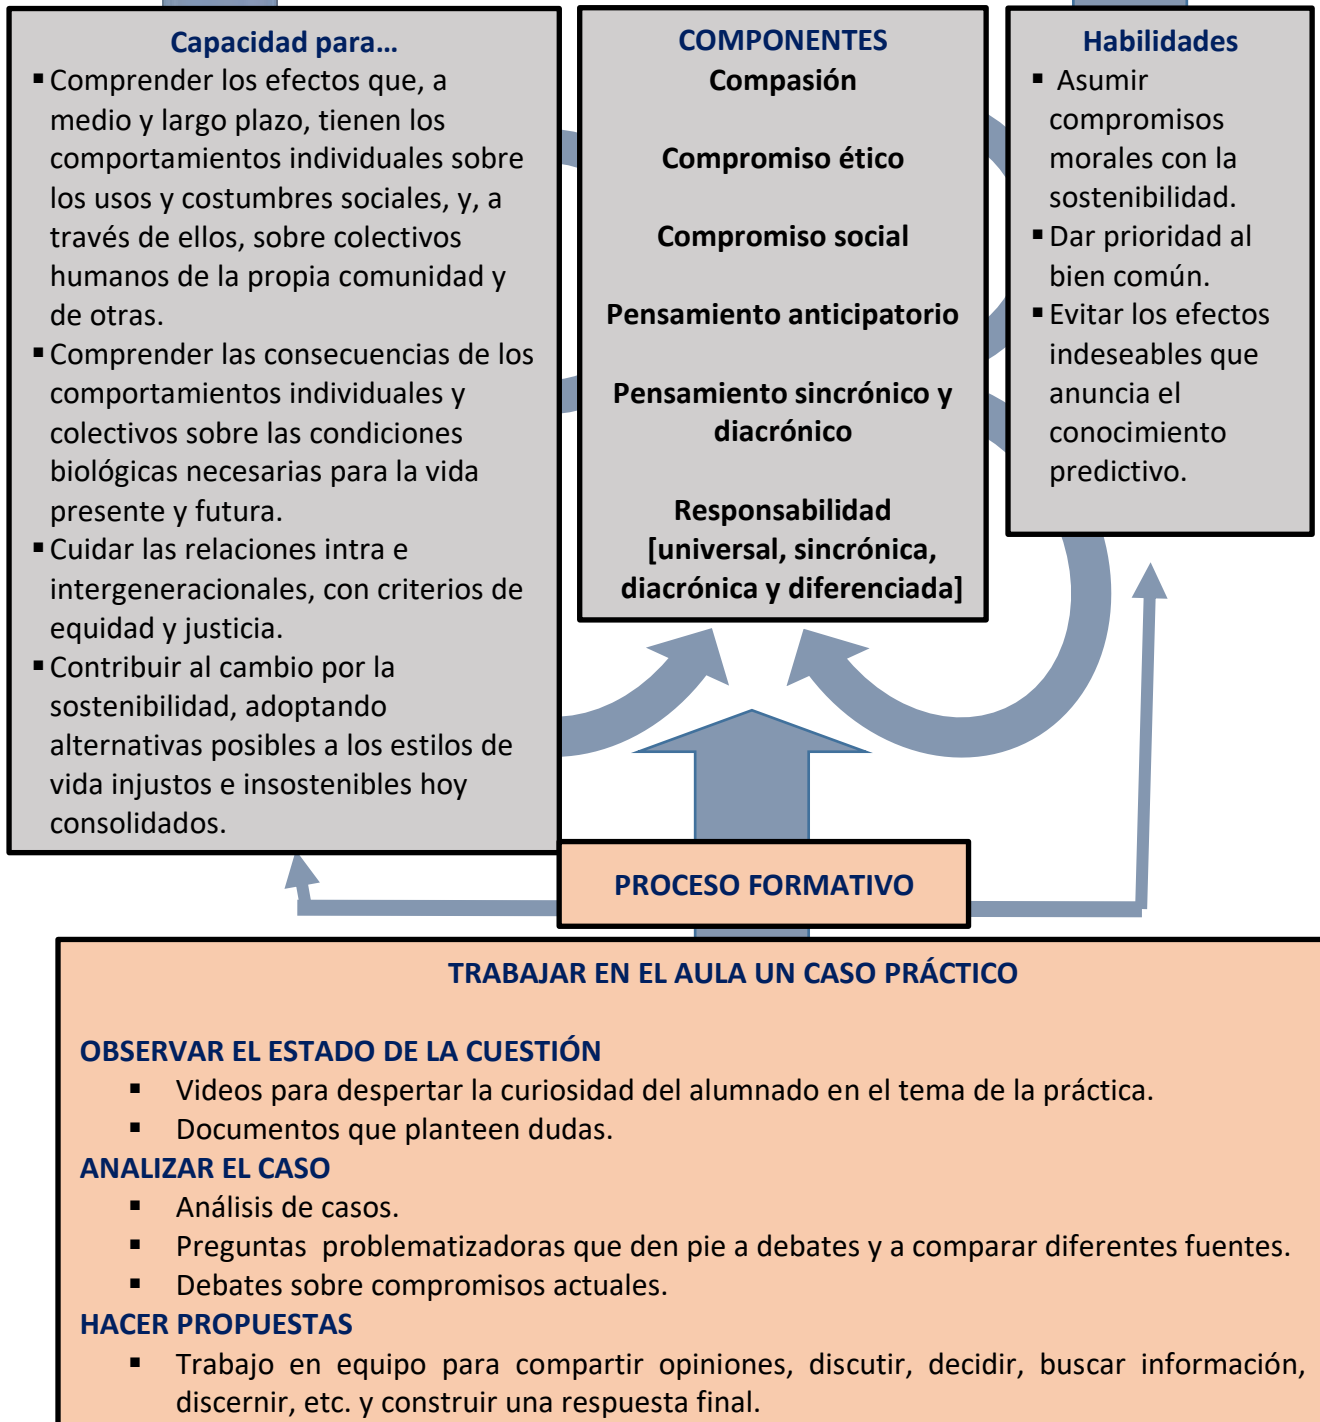 Capacidad para…
▪ Comprender los efectos que, a
medio y largo plazo, tienen los
comportamientos individuales sobre
los usos y costumbres sociales, y, a
través de ellos, sobre colectivos
humanos de la propia comunidad y
de otras.
▪ Comprender las consecuencias de los
comportamientos individuales y
colectivos sobre las condiciones
biológicas necesarias para la vida
presente y futura.
▪ Cuidar las relaciones intra e
intergeneracionales, con criterios de
equidad y justicia.
▪ Contribuir al cambio por la
sostenibilidad, adoptando
alternativas posibles a los estilos de
vida injustos e insostenibles hoy
consolidados.
COMPONENTES
Compasión
Compromiso ético
Compromiso social
Pensamiento anticipatorio
Pensamiento sincrónico y
diacrónico
Responsabilidad
[universal, sincrónica,
diacrónica y diferenciada]
Habilidades
▪ Asumir
compromisos
morales con la
sostenibilidad.
▪ Dar prioridad al
bien común.
▪ Evitar los efectos
indeseables que
anuncia el
conocimiento
predictivo.
PROCESO FORMATIVO
TRABAJAR EN EL AULA UN CASO PRÁCTICO
OBSERVAR EL ESTADO DE LA CUESTIÓN
▪ Videos para despertar la curiosidad del alumnado en el tema de la práctica.
▪ Documentos que planteen dudas.
ANALIZAR EL CASO
▪ Análisis de casos.
▪ Preguntas problematizadoras que den pie a debates y a comparar diferentes fuentes.
▪ Debates sobre compromisos actuales.
HACER PROPUESTAS
▪ Trabajo en equipo para compartir opiniones, discutir, decidir, buscar información,
discernir, etc. y construir una respuesta final.